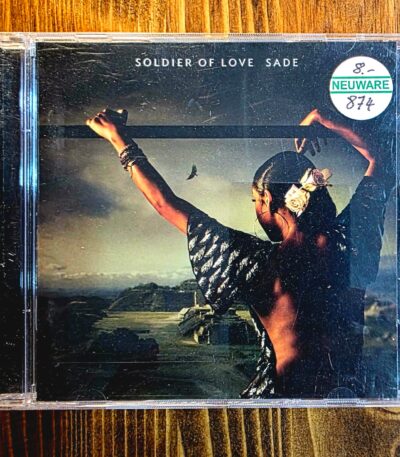 SOLDIER OF LOVE SADE
8.-
NEUWARE
874